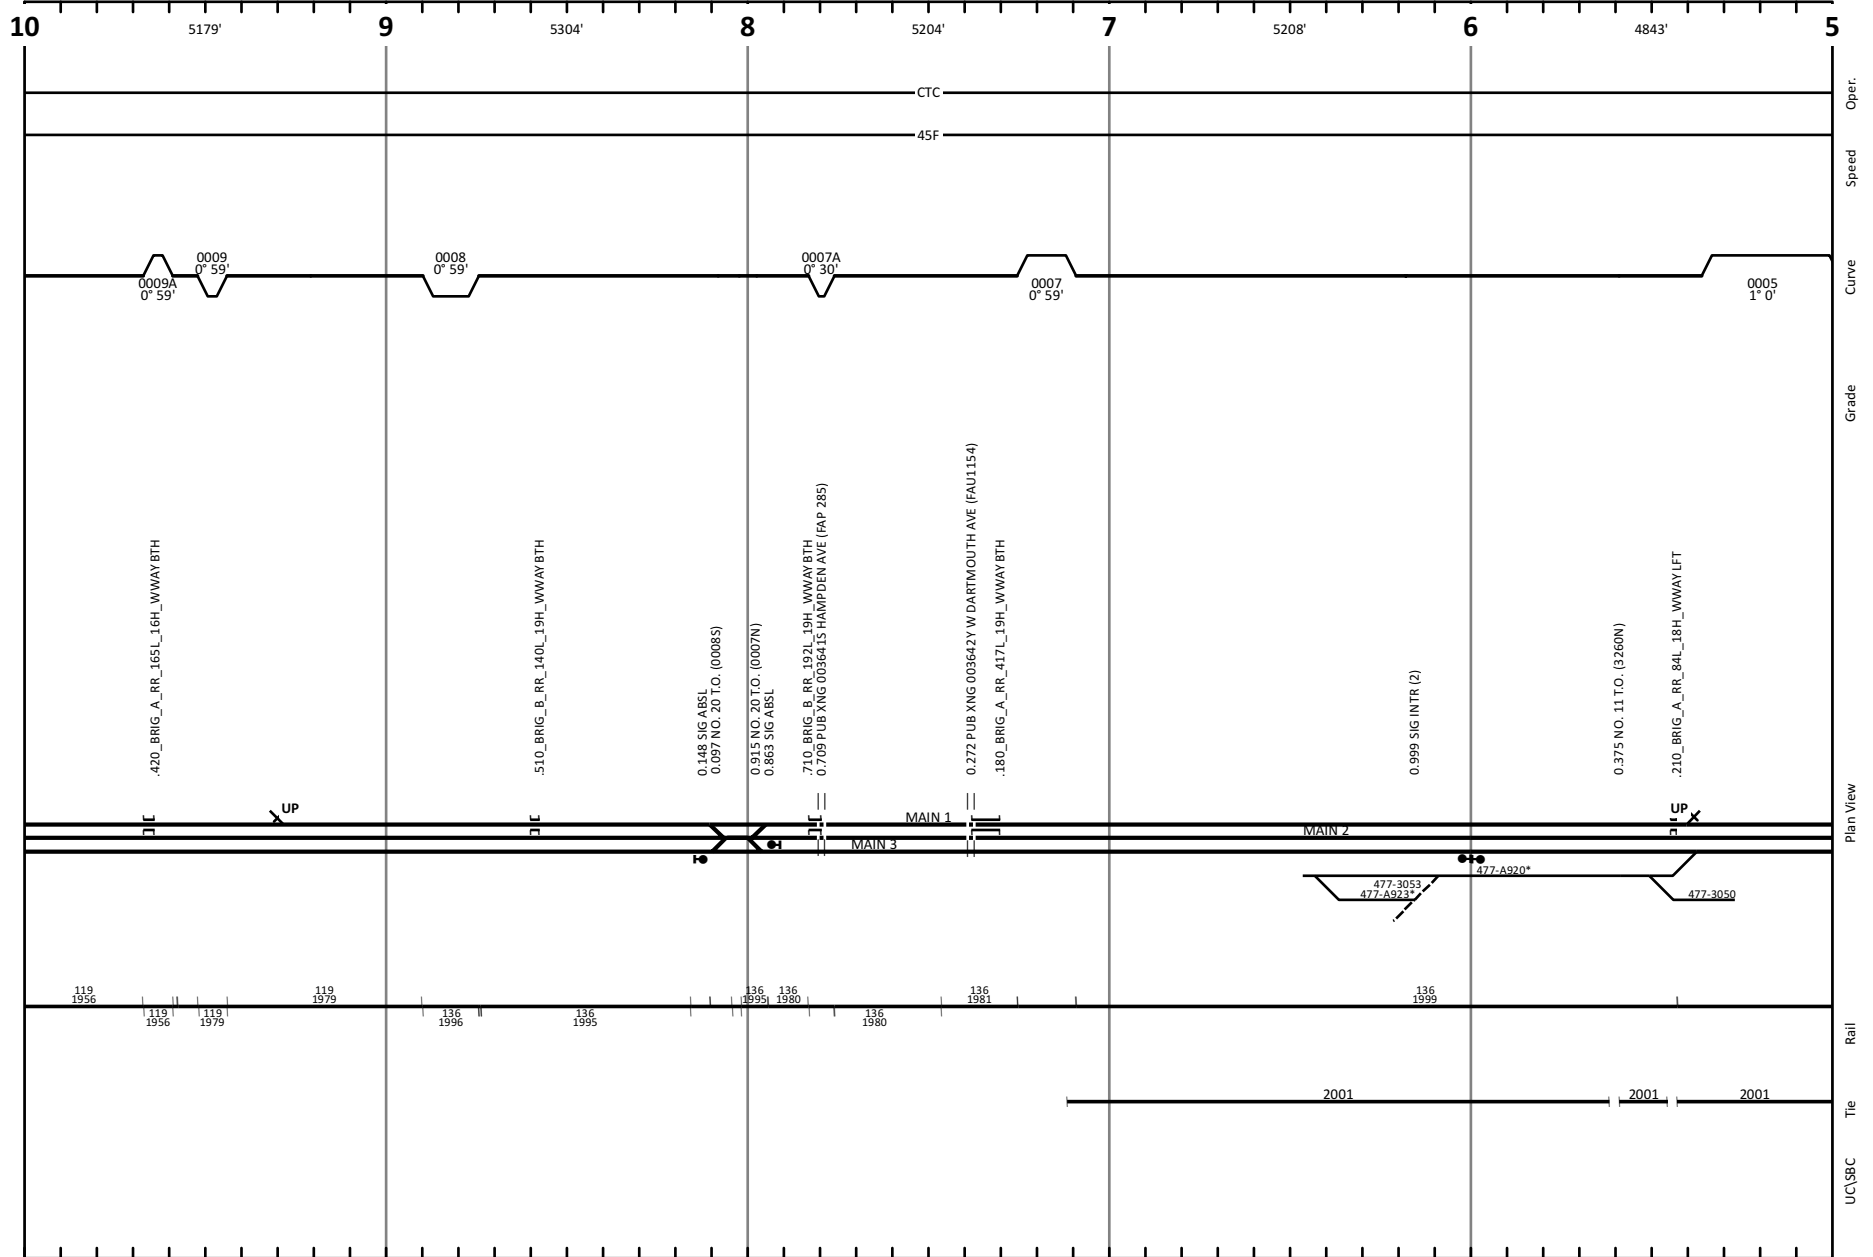 10 5179' 9 5304' 8 5204' 7 5208' 6 4843' 5
Oper.
CTC
45F
Speed
0009
0° 59'
0009A
0° 59'
0008
0° 59'
0007A
0° 30'
0007
0° 59'
0005
1° 0'
Curve
Grade
.420_BRIG_A_RR_165L_16H_WWAY BTH
.510_BRIG_B_RR_140L_19H_WWAY BTH
0.148 SIG ABSL
0.097 NO. 20 T.O. (0008S)
0.915 NO. 20 T.O. (0007N)
0.863 SIG ABSL
.710_BRIG_B_RR_192L_19H_WWAY BTH
0.709 PUB XNG 003641S HAMPDEN AVE (FAP 285)
0.272 PUB XNG 003642Y W DARTMOUTH AVE (FAU1154)
.180_BRIG_A_RR_417L_19H_WWAY BTH
0.999 SIG INTR (2)
0.375 NO. 11 T.O. (3260N)
.210_BRIG_A_RR_84L_18H_WWAY LFT
Plan View
UP
MAIN 1
UP
MAIN 2
MAIN 3
477-A920*
477-3053
477-A923*
477-3050
119
1956
119
1956
119
1979
119
1979
136
1996
136
1995
136
1995
136
1980
136
1980
136
1981
136
1999
Rail
2001
2001
2001
Tie
UC\SBC